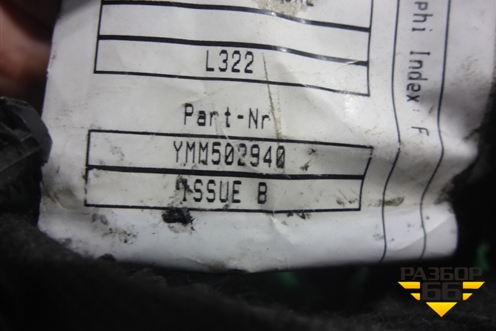 L322
Part-Nr
YMM502940
ISSUE B
phi Index: F
РАЗБОР
66